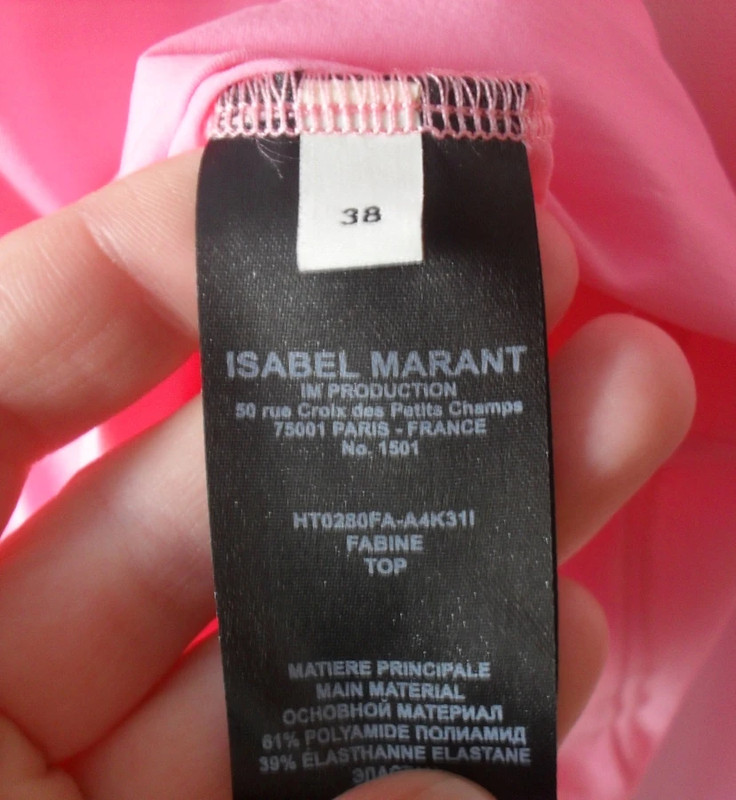 38
ISABEL MARANT
IM PRODUCTION
50 rue Croix des Petits Champs
75001 PARIS - FRANCE
No. 1501
HT0280FA-A4K31I
FABINE
TOP
MATIERE PRINCIPALE
MAIN MATERIAL
ОСНОВНОЙ МАТЕРИАЛ
61% POLYAMIDE ПОЛИАМИД
39% ÉLASTHANNE ELASTANE